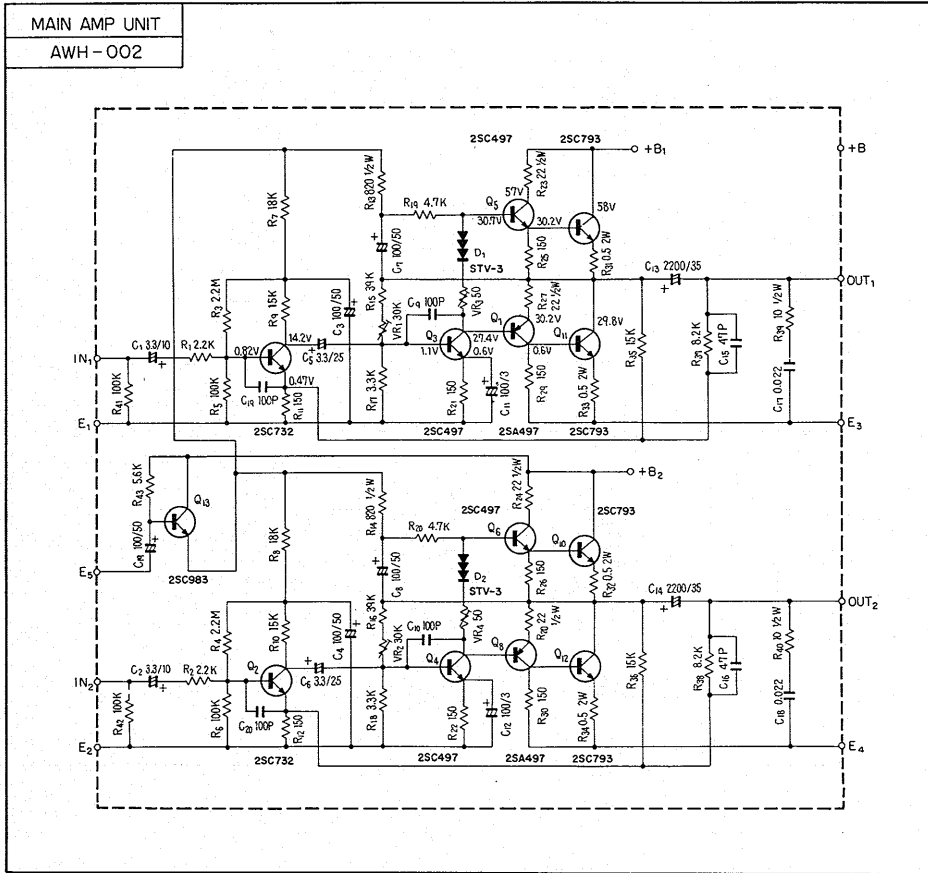 MAIN AMP UNIT
AWH-002
2SC497
2SC793
+B1
+B
R7 18K
R13 820 ½W
R19 4.7K
Q5
57V
R23 22 ½W
30.7V
30.2V
58V
C7 100/50
D1
STV-3
R25 150
R31 0.5 2W
C13 2200/35
OUT1
R3 2.2M
R9 15K
C3 100/50
R15 39K
VR1 30K
C9 100P
VR3 50
R27 22 ½W
30.2V
29.8V
R35 15K
R37 8.2K
C15 47P
R39 10 ½W
IN1
C1 3.3/10
R1 2.2K
0.82V
14.2V
C5 3.3/25
Q3
27.4V
1.1V
0.6V
Q11
0.6V
R41 100K
R5 100K
C19 100P
0.47V
R11 150
R17 3.3K
R21 150
C11 100/3
R29 150
R33 0.5 2W
C17 0.022
E1
E3
2SC732
2SC497
2SA497
2SC793
R43 5.6K
Q13
C19 100/50
E5
2SC983
+B2
R24 22 ½W
2SC497
2SC793
R8 18K
R14 820 ½W
R20 4.7K
Q6
Q10
C8 100/50
D2
STV-3
R26 150
R32 0.5 2W
C14 2200/35
OUT2
R4 2.2M
R10 15K
C4 100/50
R16 39K
VR2 30K
C10 100P
VR4 50
22 ½W
Q8
Q12
R36 15K
R38 8.2K
C16 47P
R40 10 ½W
IN2
C2 3.3/10
R2 2.2K
Q2
C6 3.3/25
Q4
R42 100K
R6 100K
C20 100P
R12 150
R18 3.3K
R22 150
C12 100/3
R30 150
R34 0.5 2W
C18 0.022
E2
E4
2SC732
2SC497
2SA497
2SC793